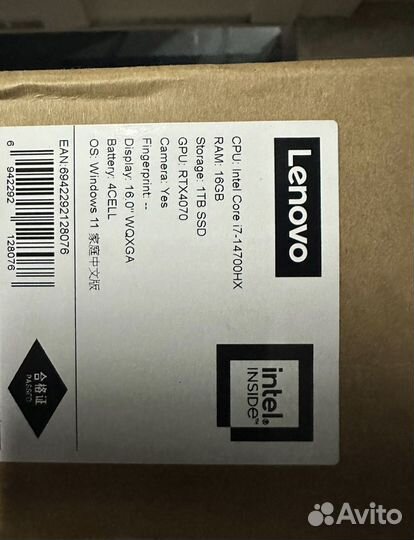 Lenovo
CPU: Intel Core i7-14700HX
RAM: 16GB
Storage: 1TB SSD
GPU: RTX4070
Camera: Yes
Fingerprint: --
Display: 16.0" WQXGA
Battery: 4CELL
OS: Windows 11 家庭中文版
EAN:6942292128076
6 942292 128076
intel®
INSIDE™
合格证
PASSED
Avito